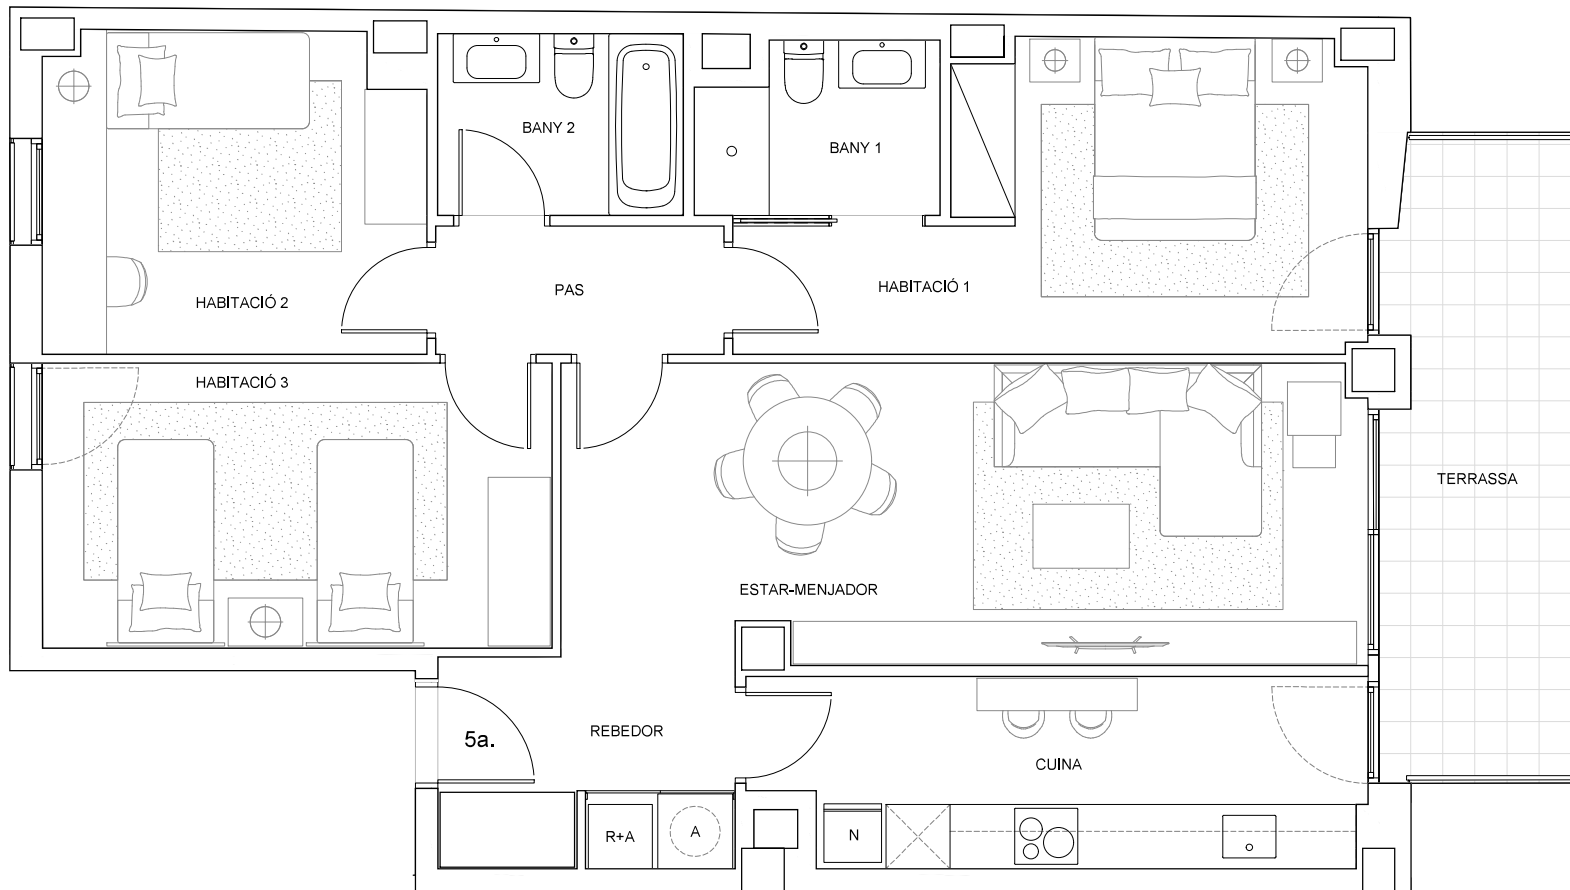 BANY 2
BANY 1
HABITACIÓ 2
PAS
HABITACIÓ 1
HABITACIÓ 3
TERRASSA
ESTAR-MENJADOR
5a.
REBEDOR
CUINA
R+A
A
N